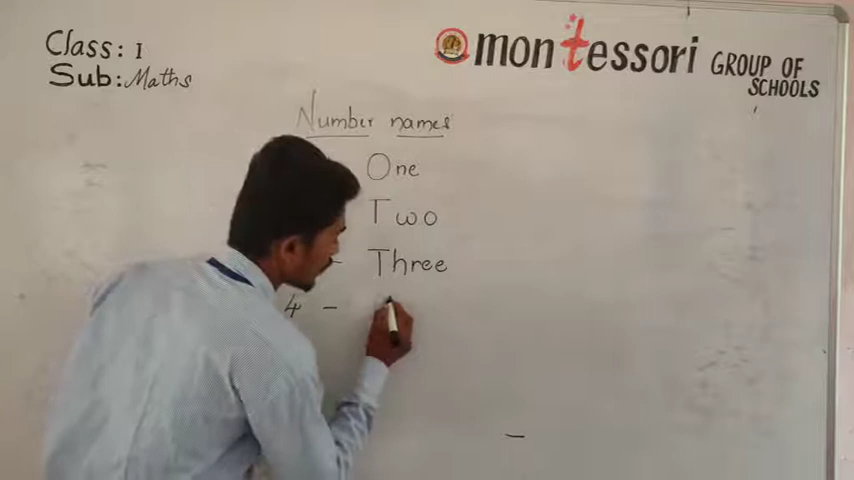 Class: I
Sub: Maths
montessori GROUP OF SCHOOLS
Number names
One
Two
- Three
4 -